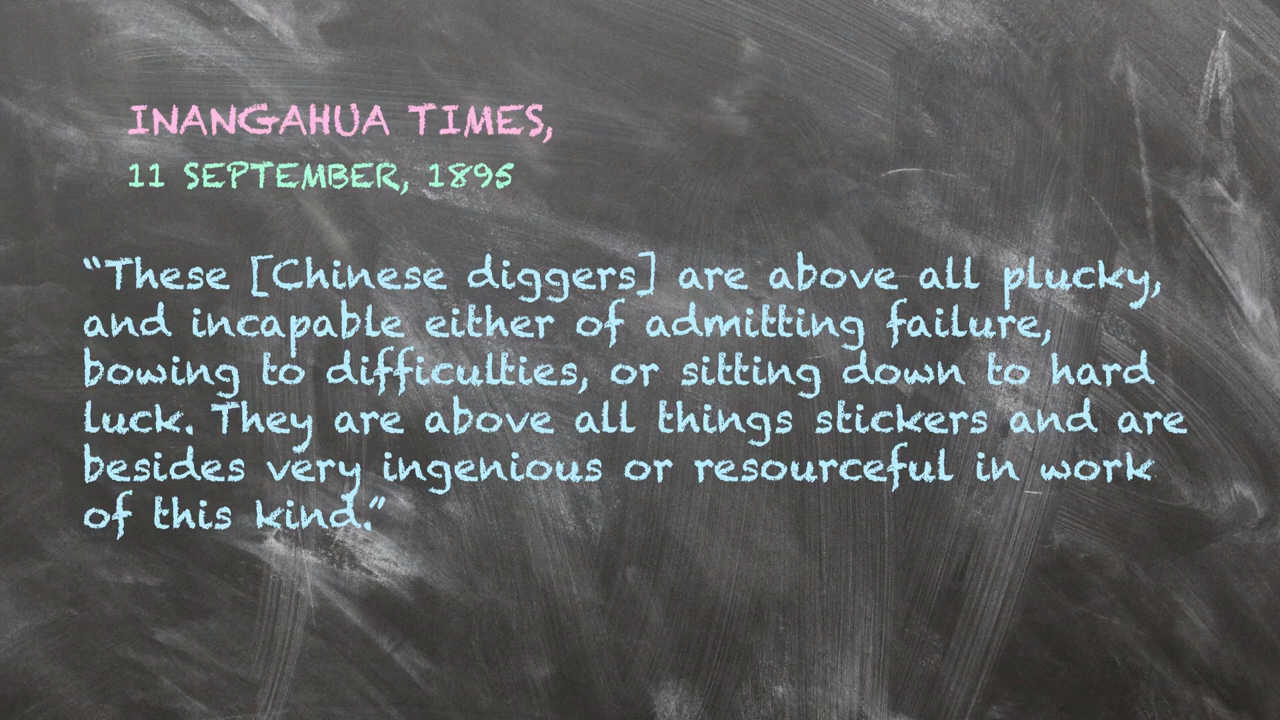 INANGAHUA TIMES,
11 SEPTEMBER, 1895
“These [Chinese diggers] are above all plucky,
and incapable either of admitting failure,
bowing to difficulties, or sitting down to hard
luck. They are above all things stickers and are
besides very ingenious or resourceful in work
of this kind.”